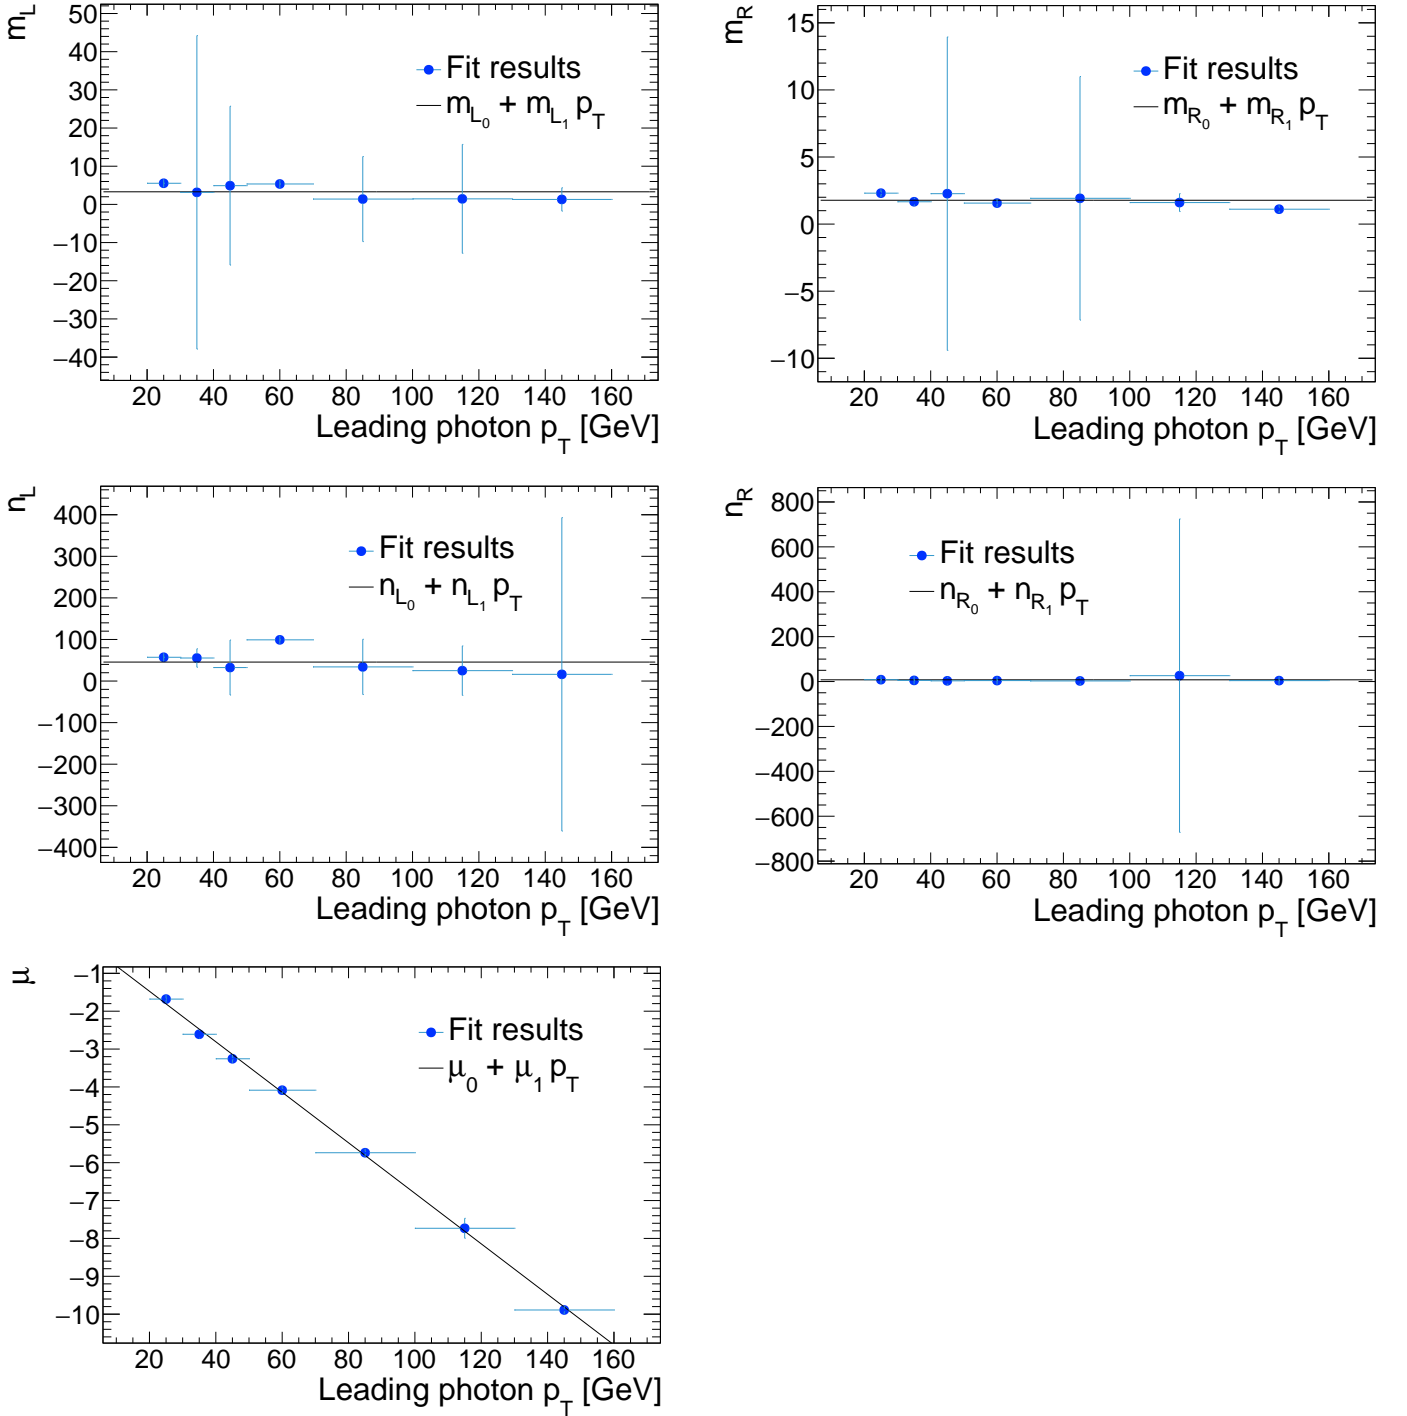 m_L
50
40
30
20
10
0
−10
−20
−30
−40
Fit results
m_L0 + m_L1 p_T
20 40 60 80 100 120 140 160
Leading photon p_T [GeV]
m_R
15
10
5
0
−5
−10
Fit results
m_R0 + m_R1 p_T
20 40 60 80 100 120 140 160
Leading photon p_T [GeV]
n_L
400
300
200
100
0
−100
−200
−300
−400
Fit results
n_L0 + n_L1 p_T
20 40 60 80 100 120 140 160
Leading photon p_T [GeV]
n_R
800
600
400
200
0
−200
−400
−600
−800
Fit results
n_R0 + n_R1 p_T
20 40 60 80 100 120 140 160
Leading photon p_T [GeV]
μ
−1
−2
−3
−4
−5
−6
−7
−8
−9
−10
Fit results
μ_0 + μ_1 p_T
20 40 60 80 100 120 140 160
Leading photon p_T [GeV]